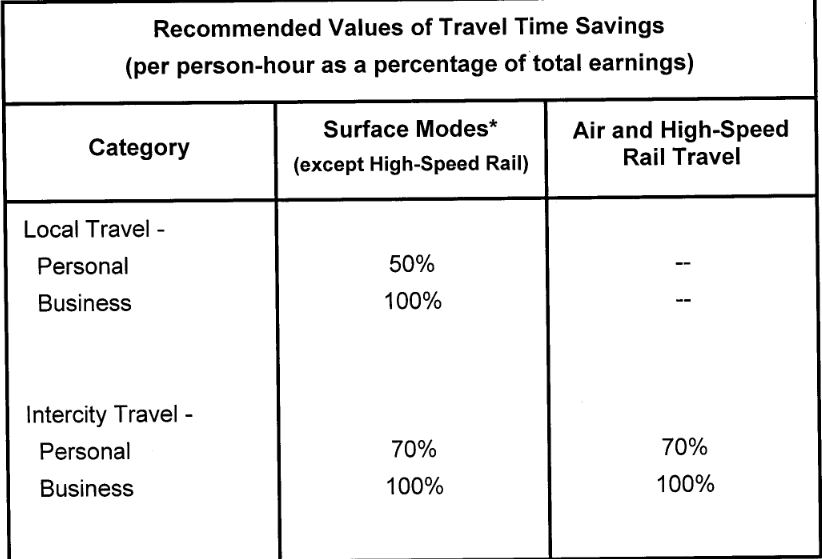 Recommended Values of Travel Time Savings
(per person-hour as a percentage of total earnings)
Category
Surface Modes*
(except High-Speed Rail)
Air and High-Speed
Rail Travel
Local Travel -
Personal 50% --
Business 100% --
Intercity Travel -
Personal 70% 70%
Business 100% 100%